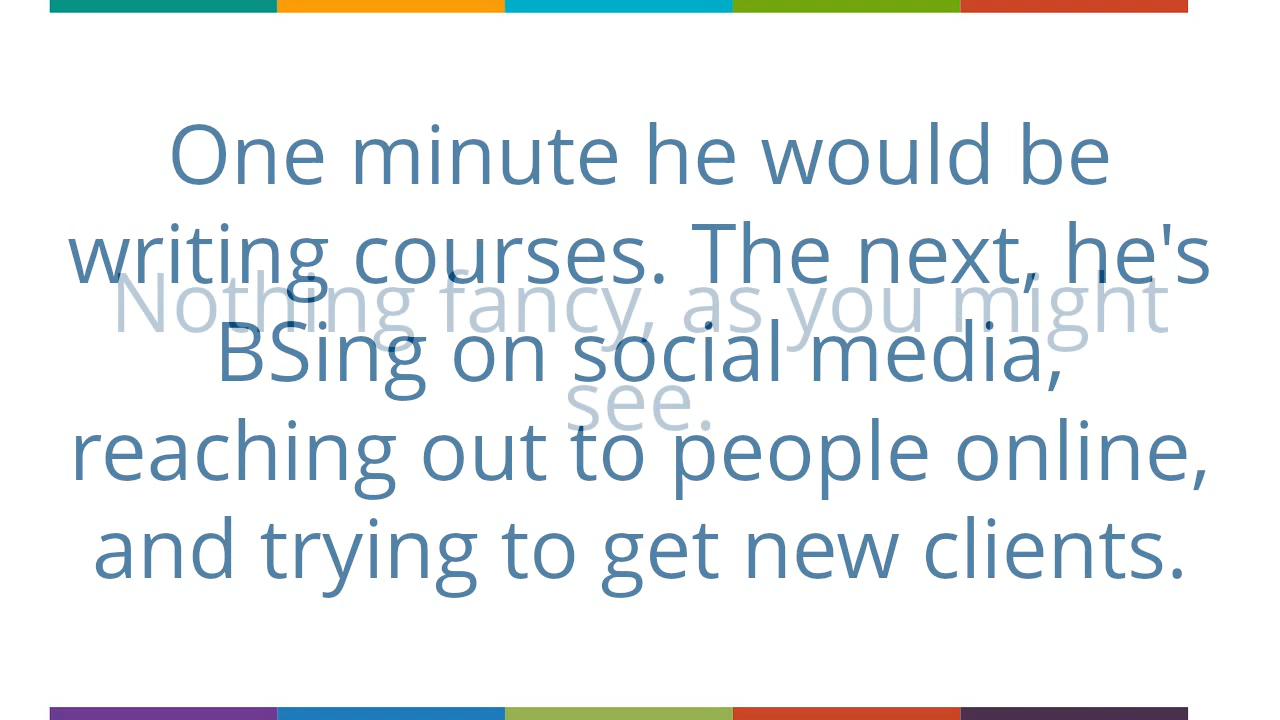 One minute he would be
writing courses. The next, he's
Nothing fancy, as you might
BSing on social media,
see.
reaching out to people online,
and trying to get new clients.